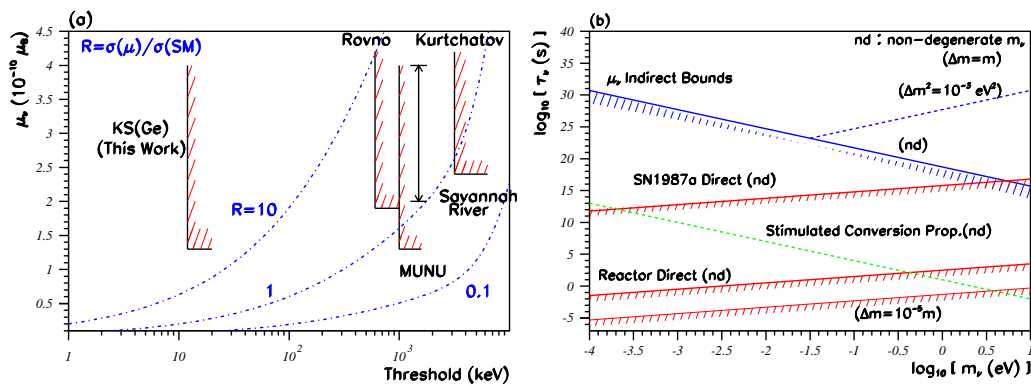 (a)
μν (10⁻¹⁰ μB)
4.5
4
3.5
3
2.5
2
1.5
1
0.5
R=σ(μ)/σ(SM)
Rovno
Kurtchatov
KS(Ge)
(This Work)
Savannah
River
R=10
MUNU
1
0.1
1
10
10²
10³
Threshold (keV)
(b)
log₁₀ [ τν (s) ]
40
35
30
25
20
15
10
5
0
-5
nd : non-degenerate mν
(Δm=m)
μν Indirect Bounds
(Δm²=10⁻³ eV²)
(nd)
SN1987a Direct (nd)
Stimulated Conversion Prop.(nd)
Reactor Direct (nd)
(Δm=10⁻⁵m)
-4
-3.5
-3
-2.5
-2
-1.5
-1
-0.5
0
0.5
1
log₁₀ [ mν (eV) ]